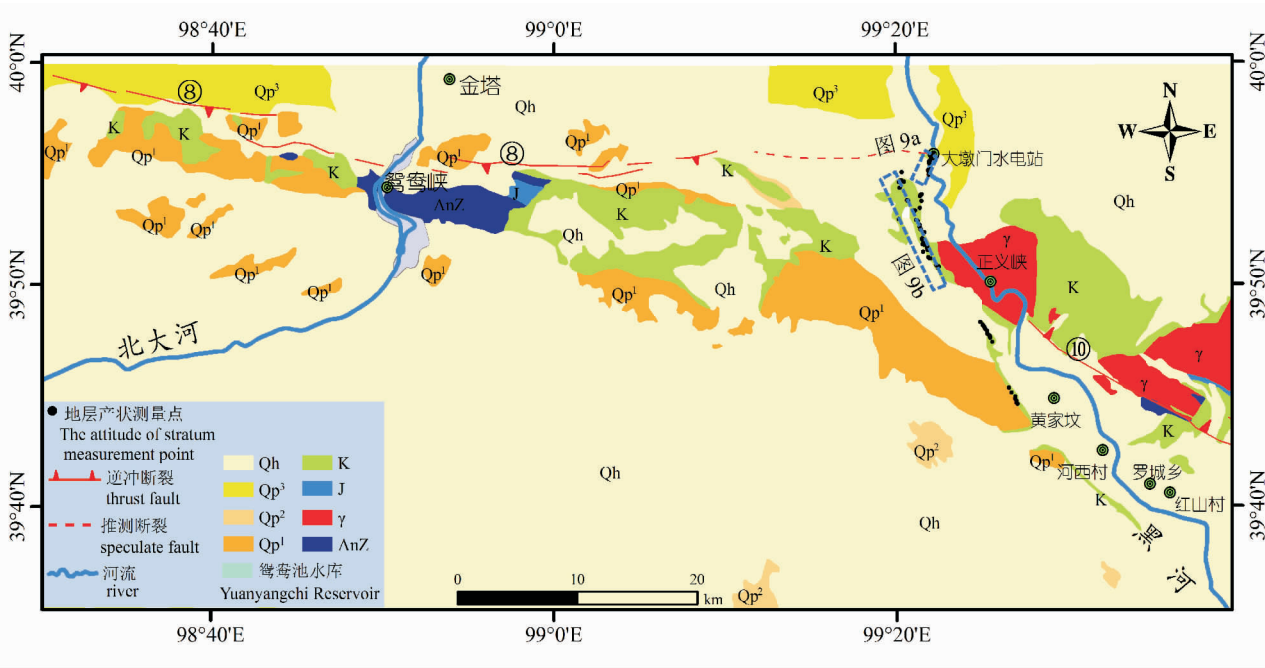 98°40′E
99°0′E
99°20′E
40°0′N
40°0′N
⑧
金塔
Qp³
Qh
Qp³
Qp³
N
W
E
S
K
K
Qp¹
Qp¹
Qp¹
Qp¹
K
Qp¹
⑧
Qp¹
图 9a
大墩门水电站
鸳鸯峡
ΛnZ
J
Qp¹
K
K
Qh
Qh
Qp¹
Qp¹
K
γ
正义峡
图 9b
39°50′N
39°50′N
Qp¹
Qp¹
Qp¹
Qp¹
Qh
Qp¹
K
⑩
γ
γ
北大河
黄家坟
K
Qp²
Qp¹
河西村
罗城乡
红山村
K
Qh
Qh
39°40′N
39°40′N
黑河
Qp²
地层产状测量点
The attitude of stratum
measurement point
逆冲断裂
thrust fault
推测断裂
speculate fault
河流
river
Qh
K
Qp³
J
Qp²
γ
Qp¹
ΛnZ
鸳鸯池水库
Yuanyangchi Reservoir
0
10
20
km
98°40′E
99°0′E
99°20′E